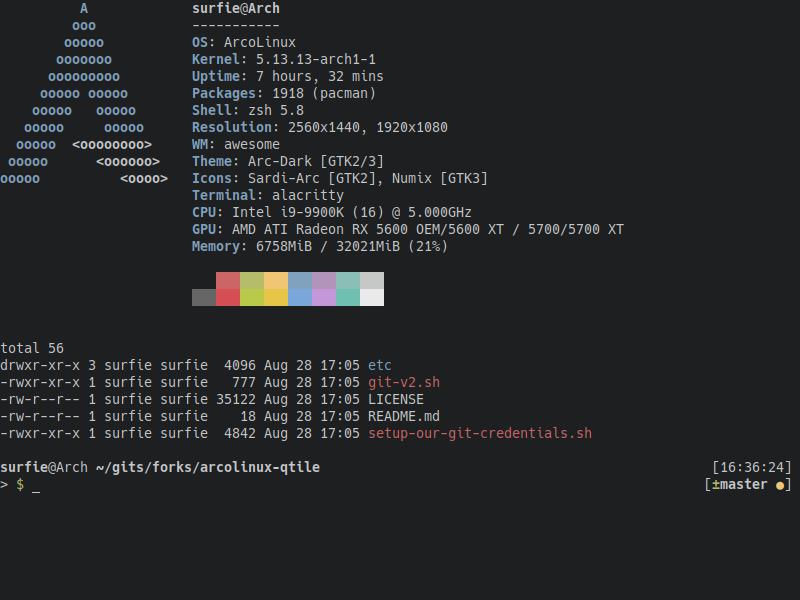 A                          surfie@Arch
ooo                        -----------
ooooo                      OS: ArcoLinux
ooooooo                    Kernel: 5.13.13-arch1-1
ooooooooo                  Uptime: 7 hours, 32 mins
ooooo ooooo                Packages: 1918 (pacman)
ooooo   ooooo              Shell: zsh 5.8
ooooo     ooooo            Resolution: 2560x1440, 1920x1080
ooooo  <oooooooo>          WM: awesome
ooooo      <oooooo>        Theme: Arc-Dark [GTK2/3]
ooooo          <oooo>      Icons: Sardi-Arc [GTK2], Numix [GTK3]
Terminal: alacritty
CPU: Intel i9-9900K (16) @ 5.000GHz
GPU: AMD ATI Radeon RX 5600 OEM/5600 XT / 5700/5700 XT
Memory: 6758MiB / 32021MiB (21%)
total 56
drwxr-xr-x 3 surfie surfie  4096 Aug 28 17:05 etc
-rwxr-xr-x 1 surfie surfie   777 Aug 28 17:05 git-v2.sh
-rw-r--r-- 1 surfie surfie 35122 Aug 28 17:05 LICENSE
-rw-r--r-- 1 surfie surfie    18 Aug 28 17:05 README.md
-rwxr-xr-x 1 surfie surfie  4842 Aug 28 17:05 setup-our-git-credentials.sh
surfie@Arch ~/gits/forks/arcolinux-qtile [16:36:24]
> $ _ [±master ●]